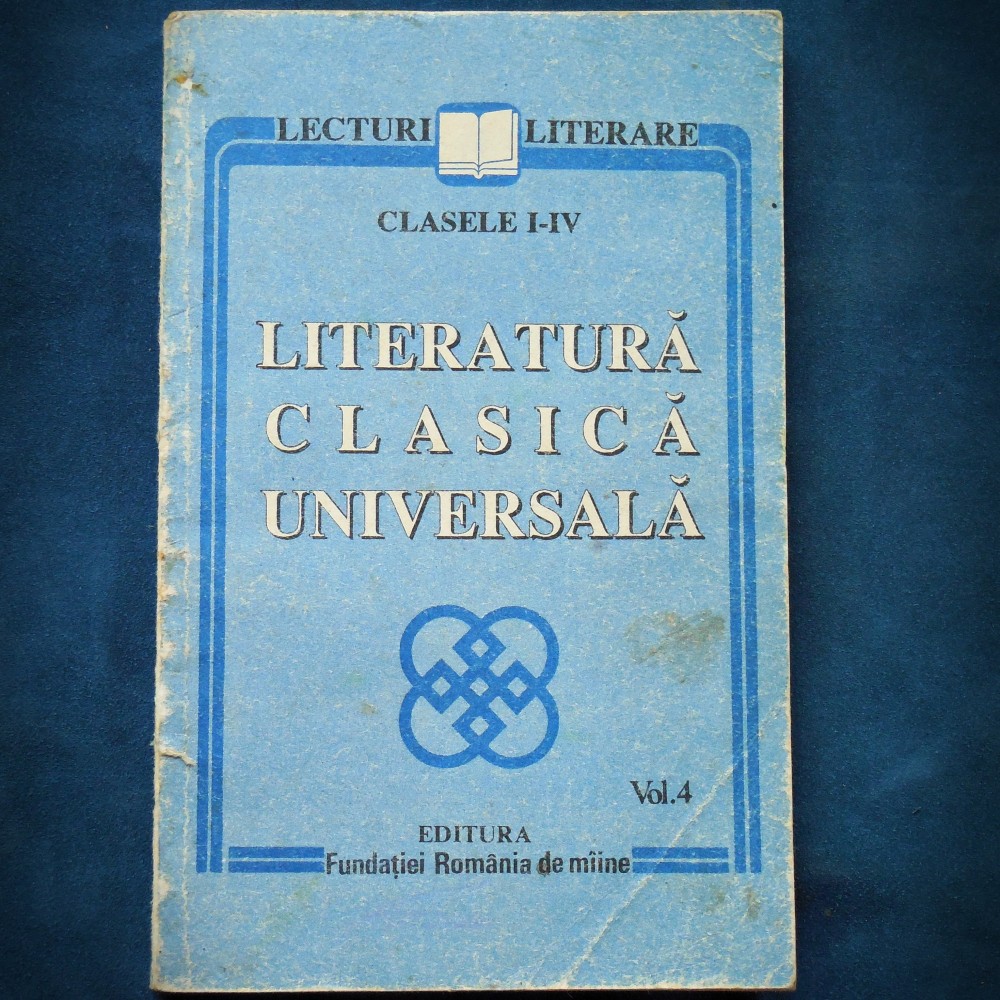 LECTURI LITERARE
CLASELE I-IV
LITERATURĂ
CLASICĂ
UNIVERSALĂ
Vol.4
EDITURA
Fundației România de mîine